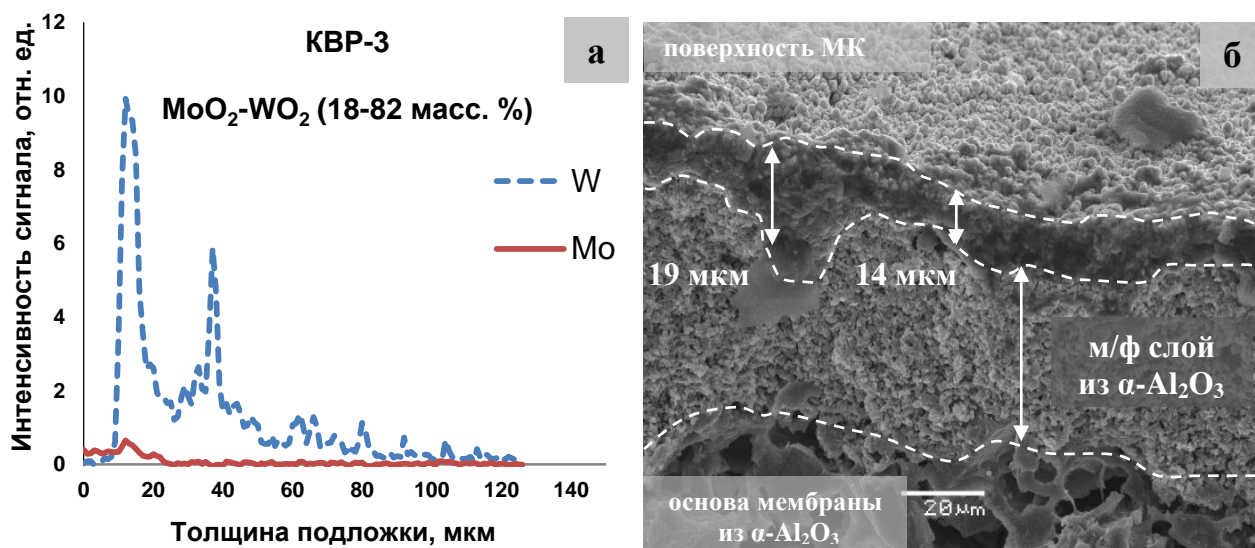 КВР-3
а
MoO₂-WO₂ (18-82 масс. %)
W
Mo
Интенсивность сигнала, отн. ед.
12
10
8
6
4
2
0
0 20 40 60 80 100 120 140
Толщина подложки, мкм
поверхность МК
б
19 мкм
14 мкм
м/ф слой
из α-Al₂O₃
основа мембраны
из α-Al₂O₃
20μm